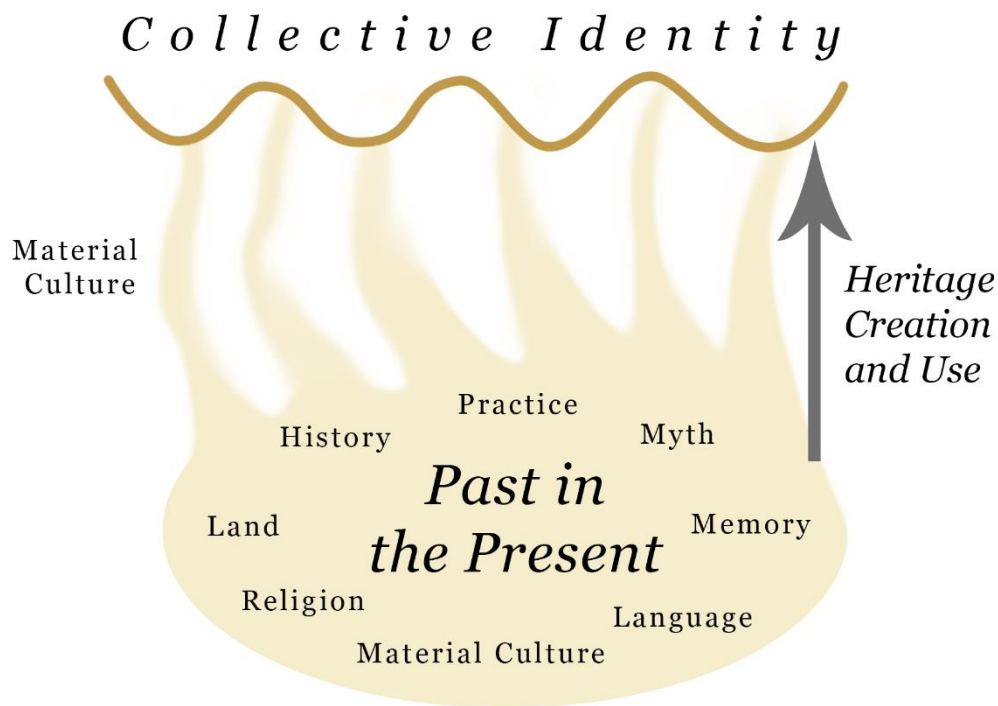 Collective Identity
Material
Culture
Heritage
Creation
and Use
Practice
History
Myth
Past in
the Present
Land
Memory
Religion
Language
Material Culture